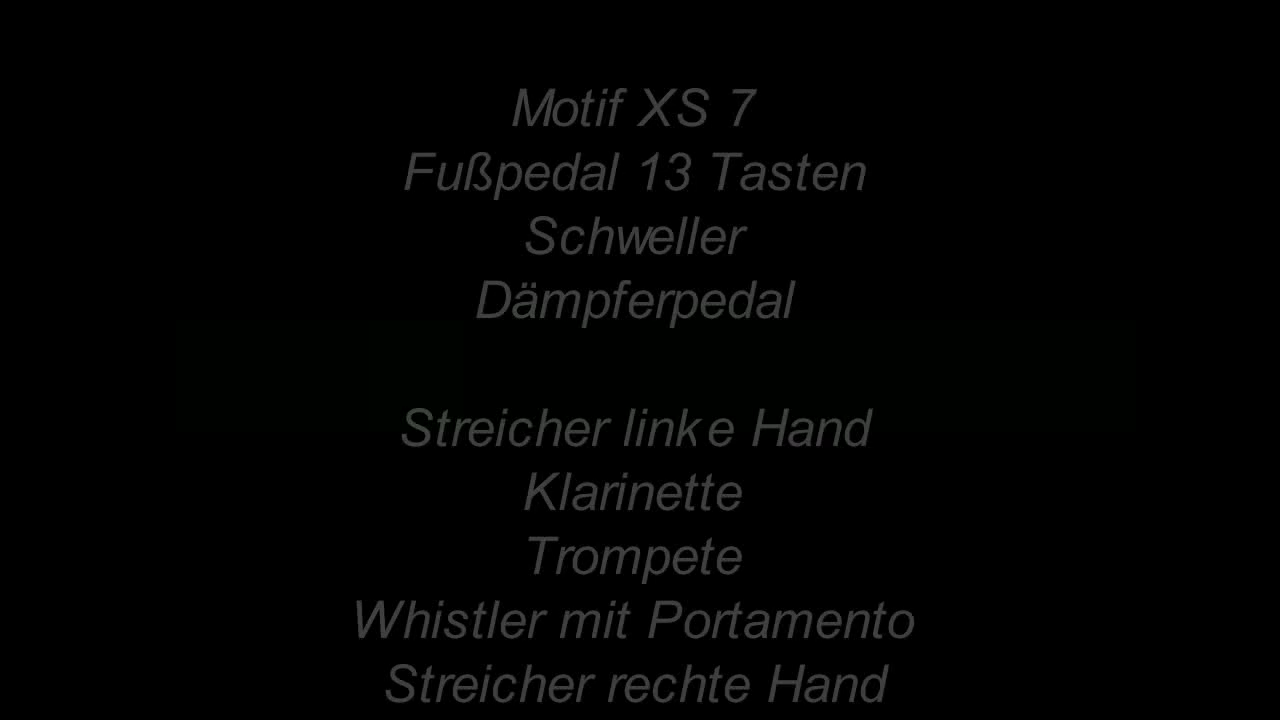 Motif XS 7
Fußpedal 13 Tasten
Schweller
Dämpferpedal
Streicher linke Hand
Klarinette
Trompete
Whistler mit Portamento
Streicher rechte Hand